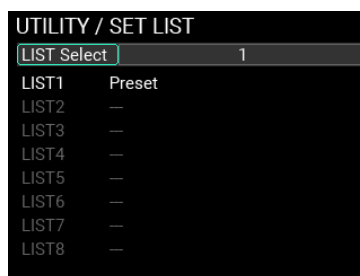 UTILITY / SET LIST
LIST Select 1
LIST1 Preset
LIST2 ---
LIST3 ---
LIST4 ---
LIST5 ---
LIST6 ---
LIST7 ---
LIST8 ---